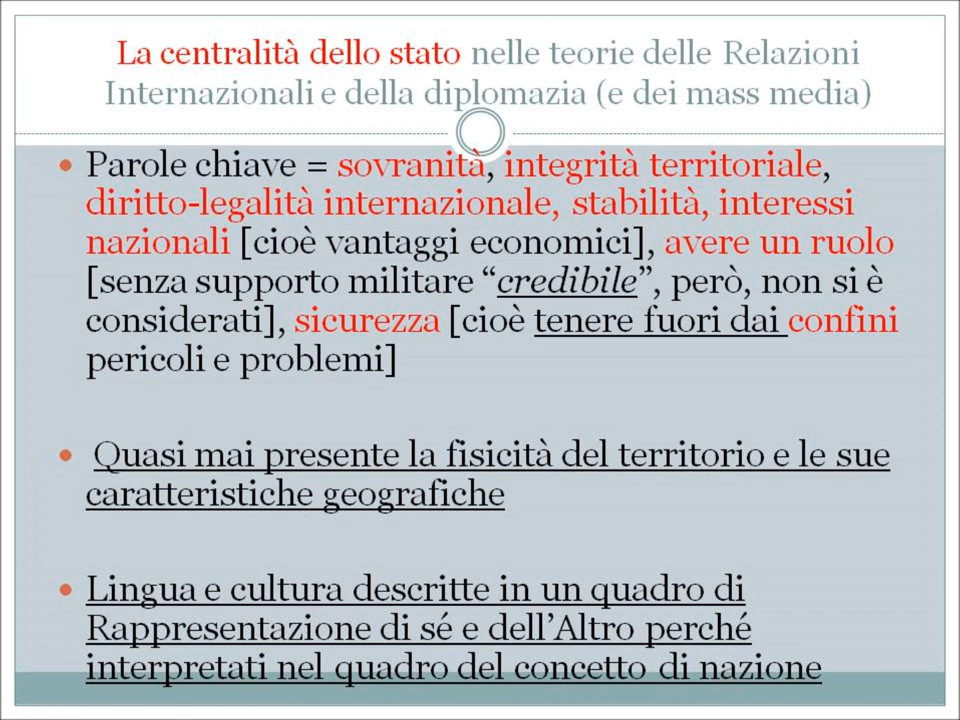 La centralità dello stato nelle teorie delle Relazioni
Internazionali e della diplomazia (e dei mass media)
• Parole chiave = sovranità, integrità territoriale,
diritto-legalità internazionale, stabilità, interessi
nazionali [cioè vantaggi economici], avere un ruolo
[senza supporto militare “credibile”, però, non si è
considerati], sicurezza [cioè tenere fuori dai confini
pericoli e problemi]
• Quasi mai presente la fisicità del territorio e le sue
caratteristiche geografiche
• Lingua e cultura descritte in un quadro di
Rappresentazione di sé e dell’Altro perché
interpretati nel quadro del concetto di nazione